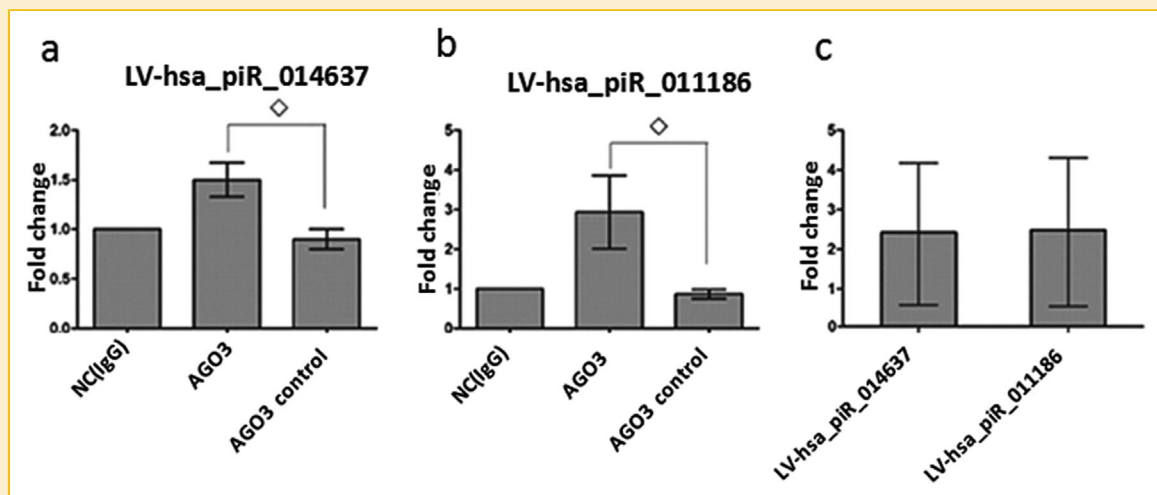 a
LV-hsa_piR_014637
◇
Fold change
2.0
1.5
1.0
0.5
0.0
NC(IgG)
AGO3
AGO3 control
b
LV-hsa_piR_011186
◇
Fold change
5
4
3
2
1
0
NC(IgG)
AGO3
AGO3 control
c
Fold change
5
4
3
2
1
0
LV-hsa_piR_014637
LV-hsa_piR_011186